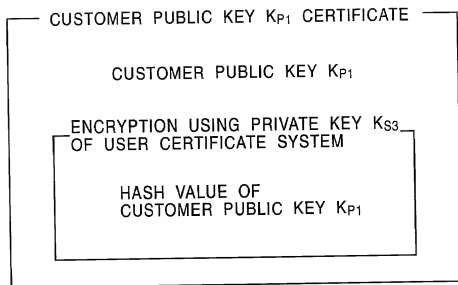 CUSTOMER PUBLIC KEY KP1 CERTIFICATE
CUSTOMER PUBLIC KEY KP1
ENCRYPTION USING PRIVATE KEY KS3
OF USER CERTIFICATE SYSTEM
HASH VALUE OF
CUSTOMER PUBLIC KEY KP1